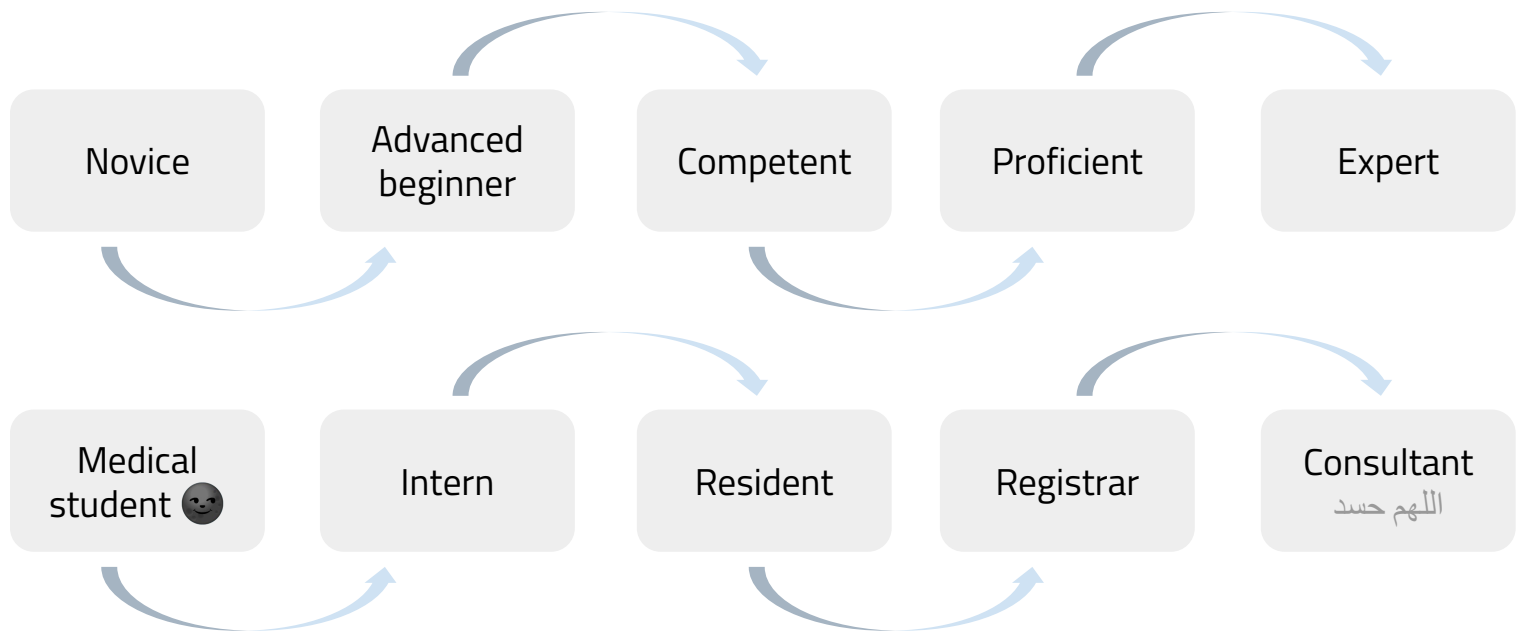 Novice
Advanced
beginner
Competent
Proficient
Expert
Medical
student 🌚
Intern
Resident
Registrar
Consultant
اللهم حسد